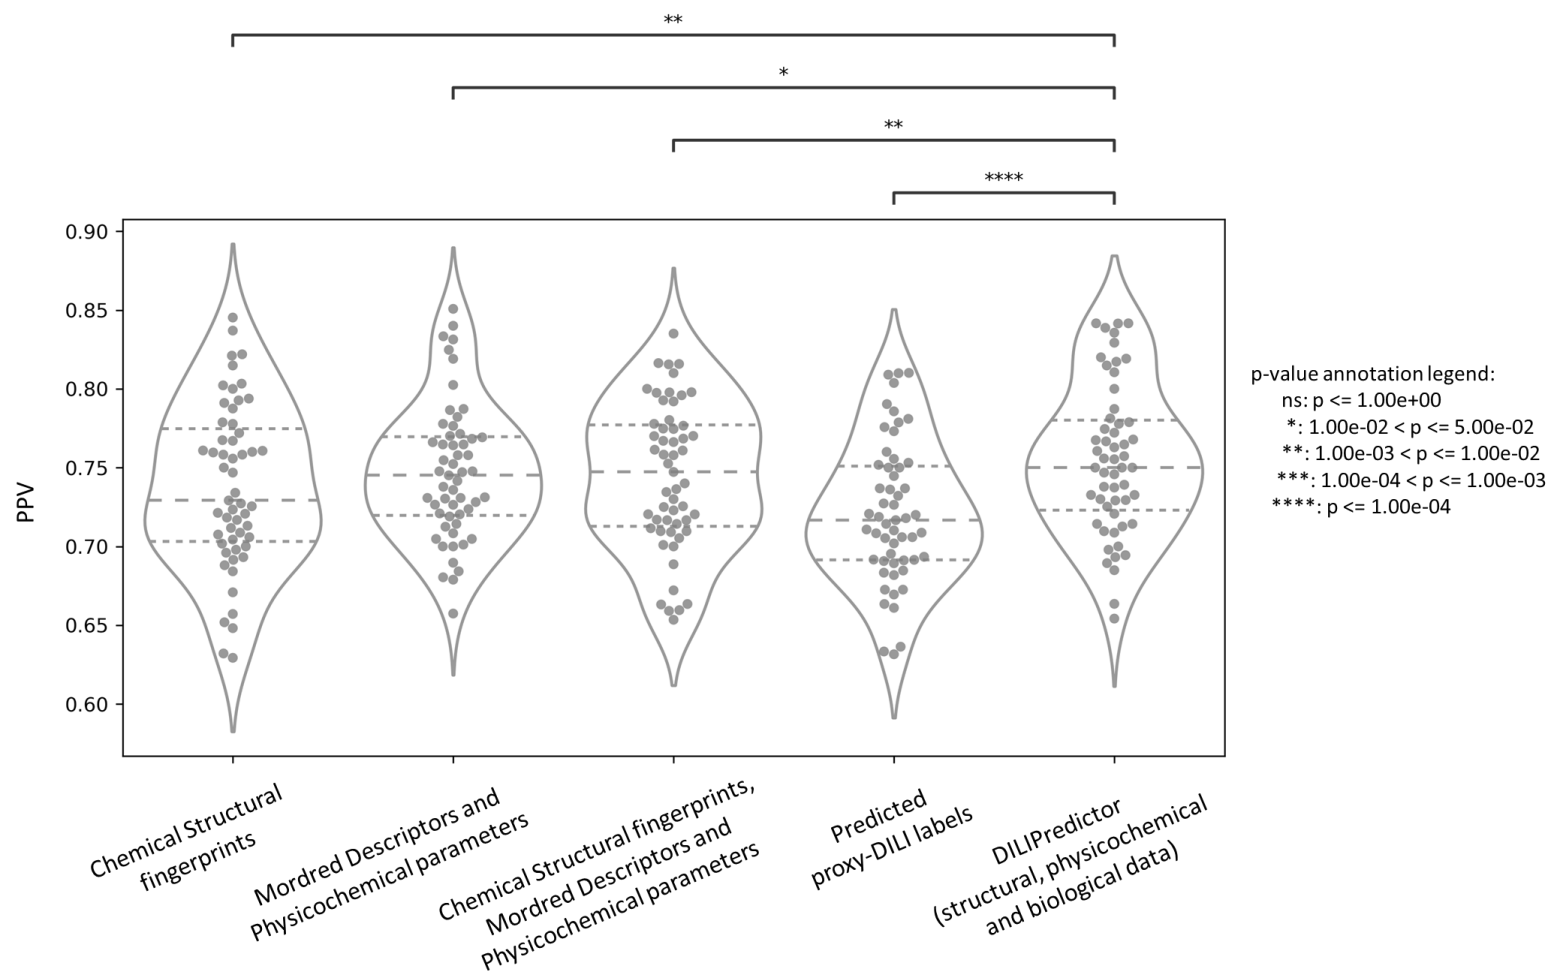 **
*
**
****
0.90
0.85
0.80
0.75
0.70
0.65
0.60
PPV
p-value annotation legend:
ns: p <= 1.00e+00
*: 1.00e-02 < p <= 5.00e-02
**: 1.00e-03 < p <= 1.00e-02
***: 1.00e-04 < p <= 1.00e-03
****: p <= 1.00e-04
Chemical Structural
fingerprints
Mordred Descriptors and
Physicochemical parameters
Chemical Structural fingerprints,
Mordred Descriptors and
Physicochemical parameters
Predicted
proxy-DILI labels
DILIPredictor
(structural, physicochemical
and biological data)